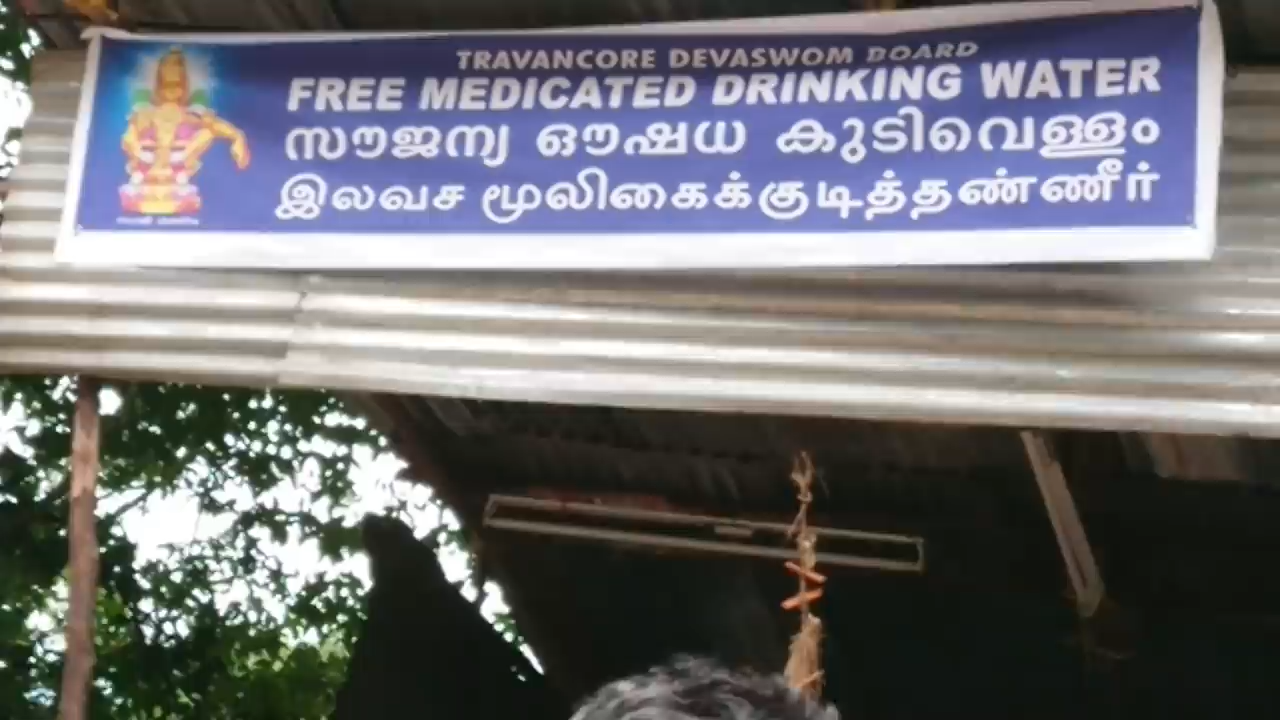 TRAVANCORE DEVASWOM BOARD
FREE MEDICATED DRINKING WATER
സൗജന്യ ഔഷധ കുടിവെള്ളം
இலவச மூலிகைக்குடித்தண்ணீர்